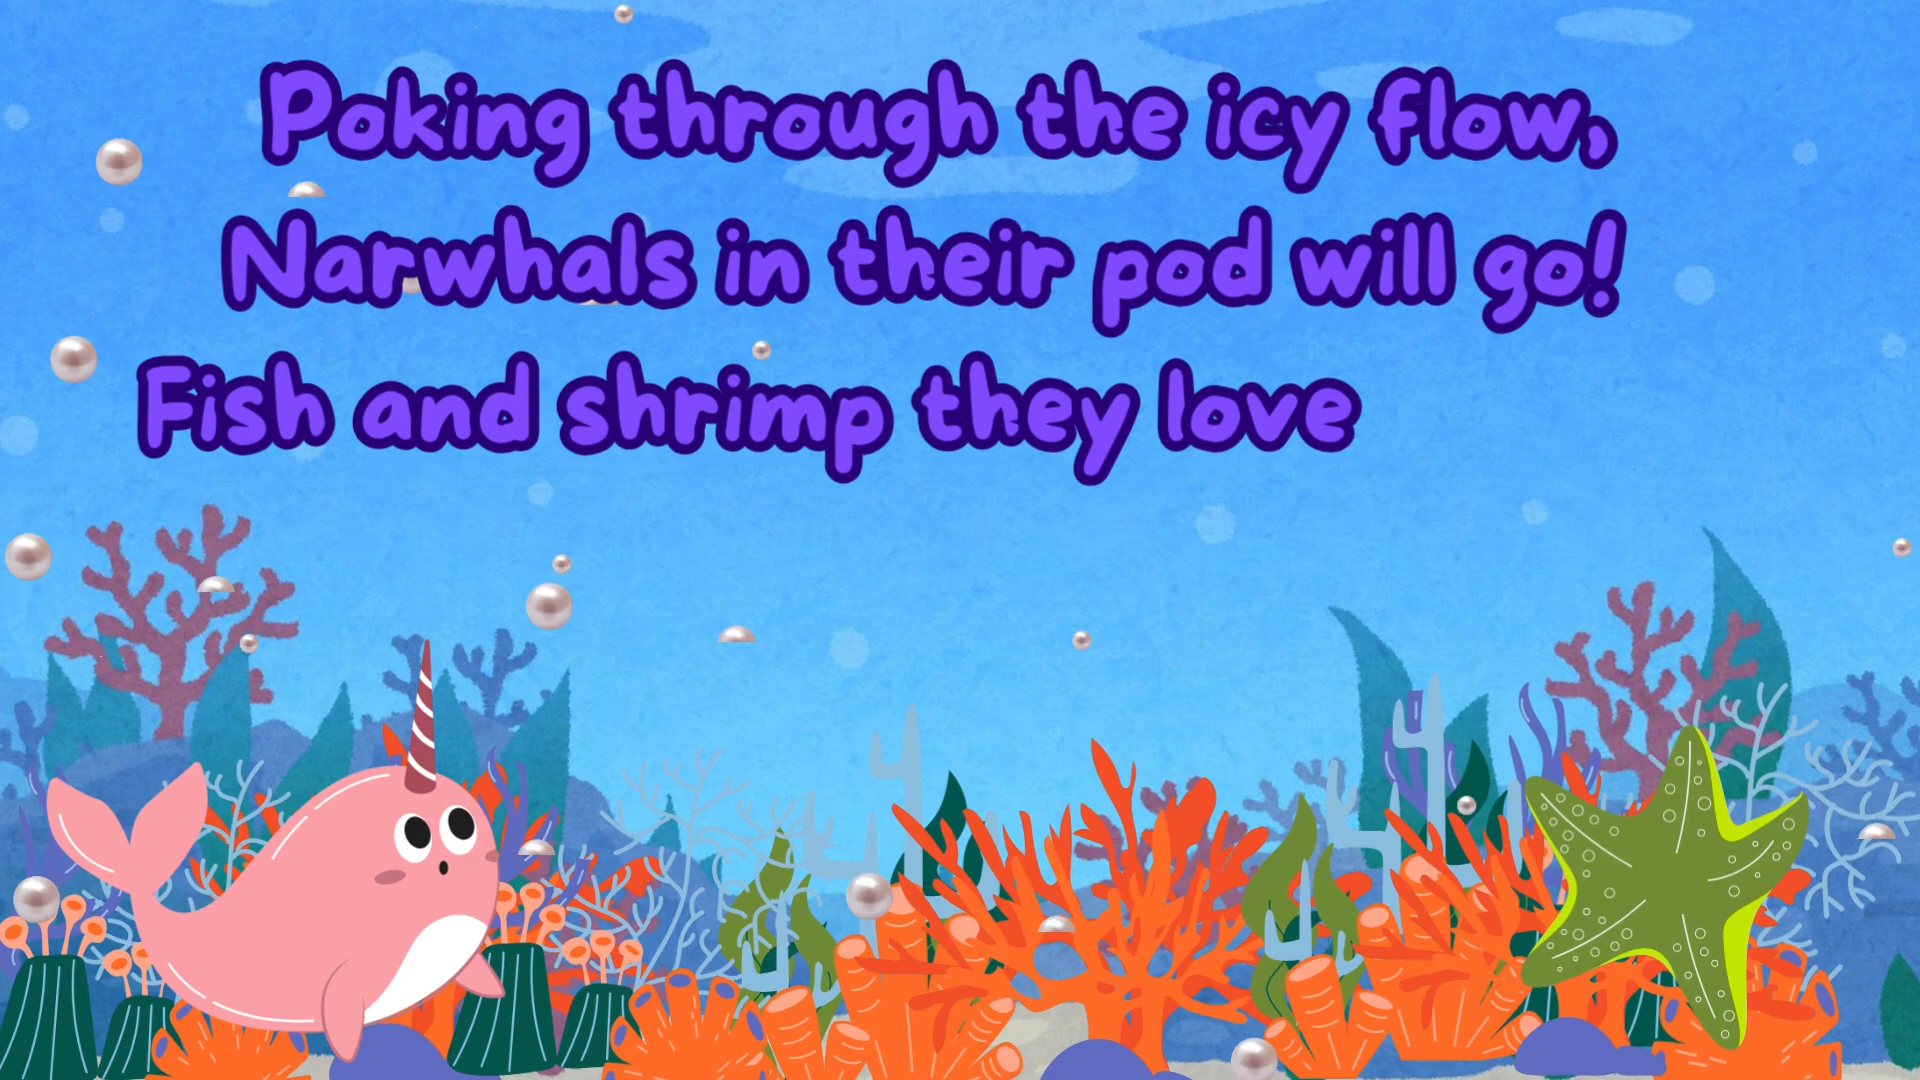 Poking through the icy flow,
Narwhals in their pod will go!
Fish and shrimp they love